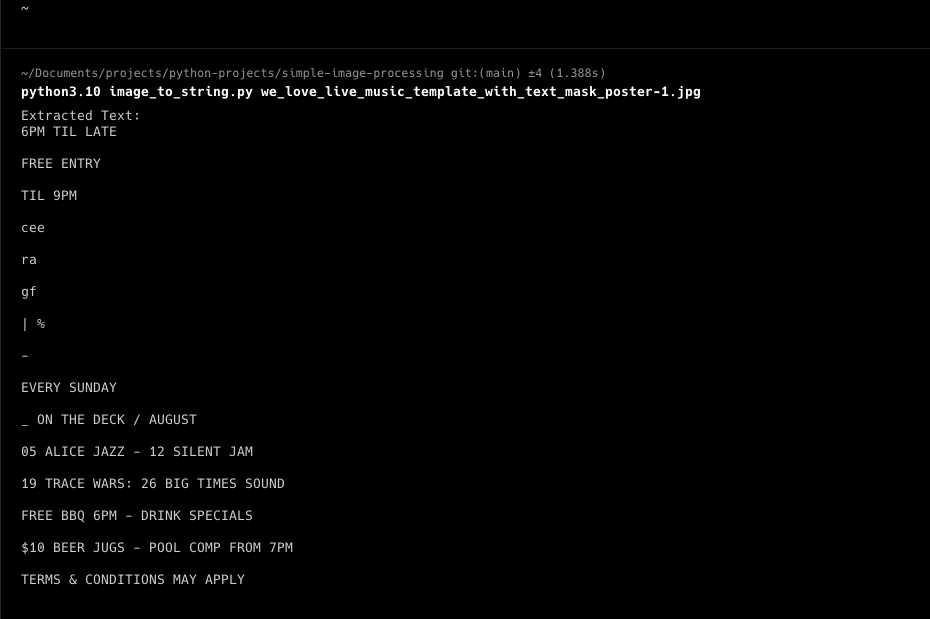 ~
~/Documents/projects/python-projects/simple-image-processing git:(main) ±4 (1.388s)
python3.10 image_to_string.py we_love_live_music_template_with_text_mask_poster-1.jpg
Extracted Text:
6PM TIL LATE
FREE ENTRY
TIL 9PM
cee
ra
gf
| %
-
EVERY SUNDAY
_ ON THE DECK / AUGUST
05 ALICE JAZZ - 12 SILENT JAM
19 TRACE WARS: 26 BIG TIMES SOUND
FREE BBQ 6PM - DRINK SPECIALS
$10 BEER JUGS - POOL COMP FROM 7PM
TERMS & CONDITIONS MAY APPLY